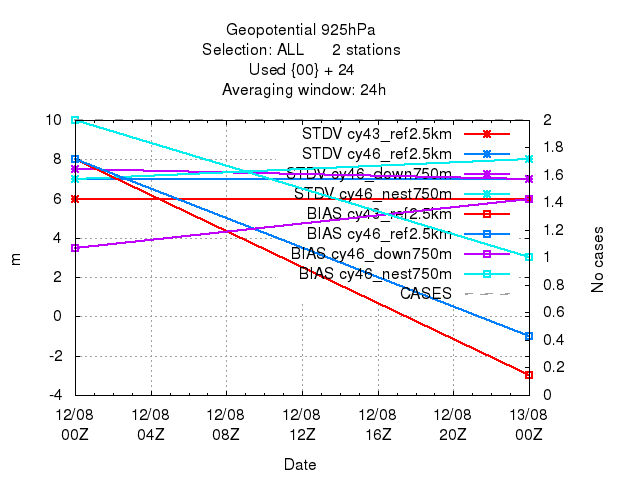 Geopotential 925hPa
Selection: ALL 2 stations
Used {00} + 24
Averaging window: 24h
10
8
6
4
2
0
-2
-4
m
2
1.8
1.6
1.4
1.2
1
0.8
0.6
0.4
0.2
0
No cases
STDV cy43_ref2.5km
STDV cy46_ref2.5km
STDV cy46_down750m
STDV cy46_nest750m
BIAS cy43_ref2.5km
BIAS cy46_ref2.5km
BIAS cy46_down750m
BIAS cy46_nest750m
CASES
12/08 12/08 12/08 12/08 12/08 12/08 13/08
00Z 04Z 08Z 12Z 16Z 20Z 00Z
Date